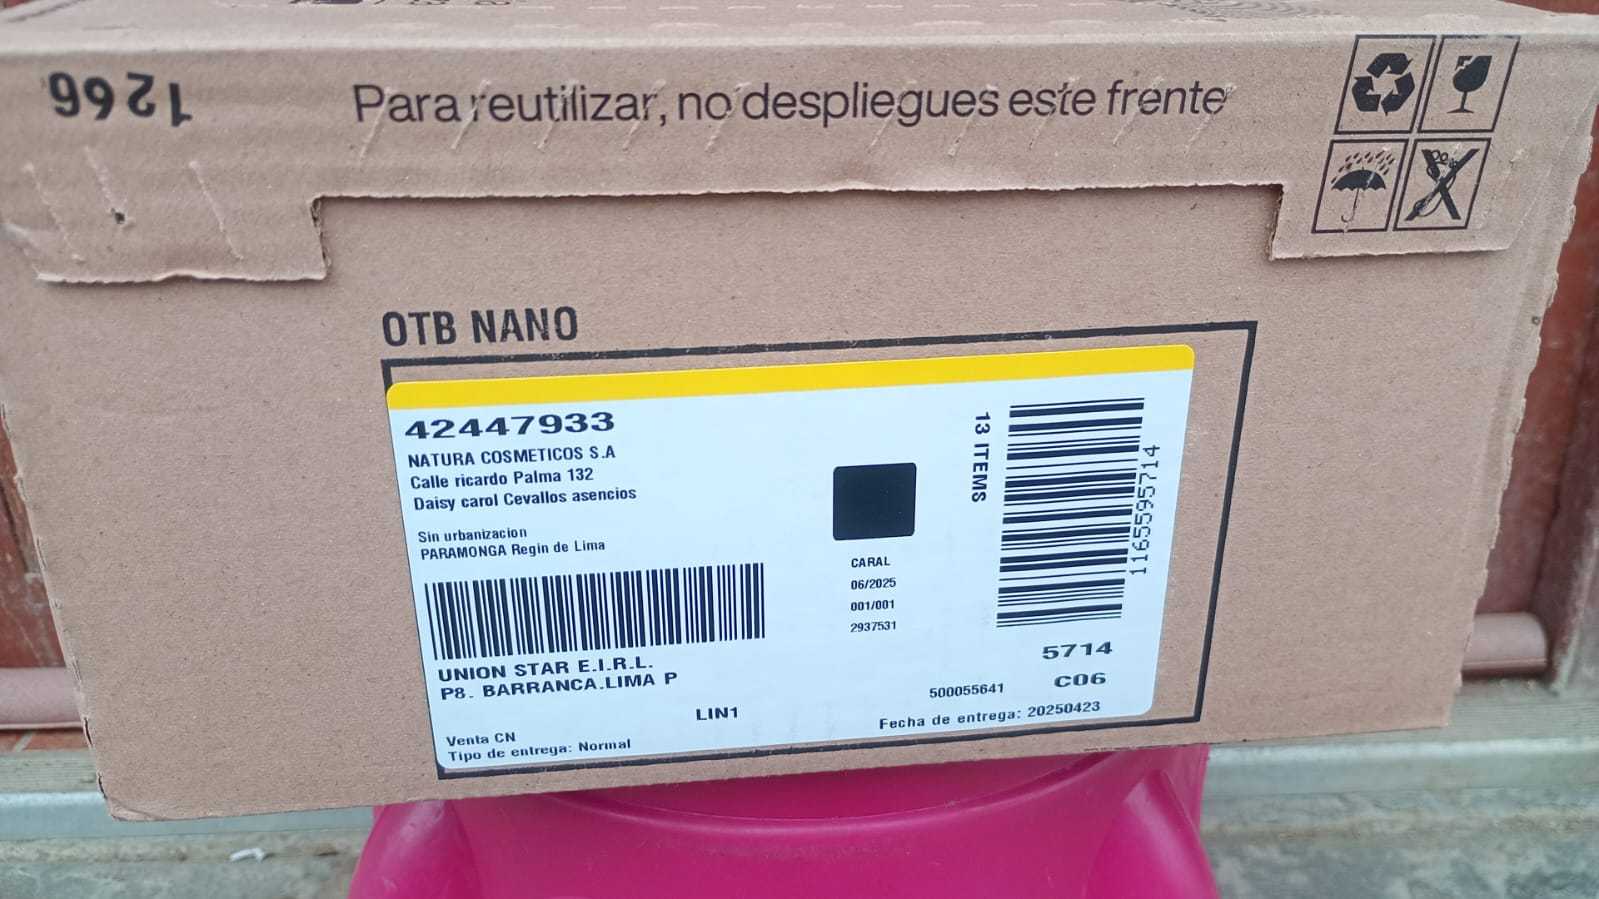 1266
Para reutilizar, no despliegues este frente
OTB NANO
42447933
NATURA COSMETICOS S.A
Calle ricardo Palma 132
Daisy carol Cevallos asencios
Sin urbanizacion
PARAMONGA Regin de Lima
UNION STAR E.I.R.L.
P8. BARRANCA.LIMA P
LIN1
Venta CN
Tipo de entrega: Normal
CARAL
06/2025
001/001
2937531
13 ITEMS
1165595714
5714
C06
500055641
Fecha de entrega: 20250423